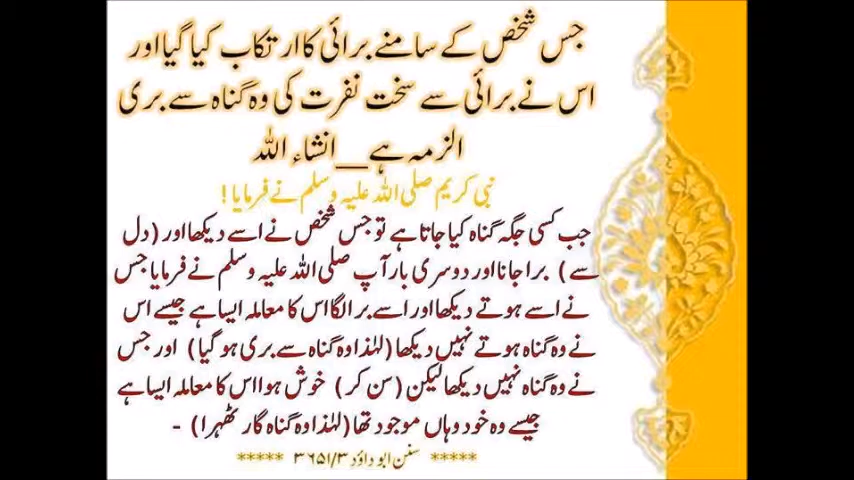 جس شخص کے سامنے برائی کا ارتکاب کیا گیا اور
اس نے برائی سے سخت نفرت کی وہ گناہ سے بری
الزمہ ہے__انشاء اللہ
نبی کریم صلی اللہ علیہ وسلم نے فرمایا !
جب کسی جگہ گناہ کیا جاتا ہے تو جس شخص نے اسے دیکھا اور (دل
سے) برا جانا اور دوسری بار آپ صلی اللہ علیہ وسلم نے فرمایا جس
نے اسے ہوتے دیکھا اور اسے برا لگا اس کا معاملہ ایسا ہے جیسے اس
نے وہ گناہ ہوتے نہیں دیکھا (لہٰذا وہ گناہ سے بری ہو گیا) اور جس
نے وہ گناہ نہیں دیکھا لیکن (سن کر) خوش ہوا اس کا معاملہ ایسا ہے
جیسے وہ خود وہاں موجود تھا (لہٰذا وہ گناہ گار ٹھہرا) -
***** سنن ابو داؤد ۳/۳۶۵۱ *****